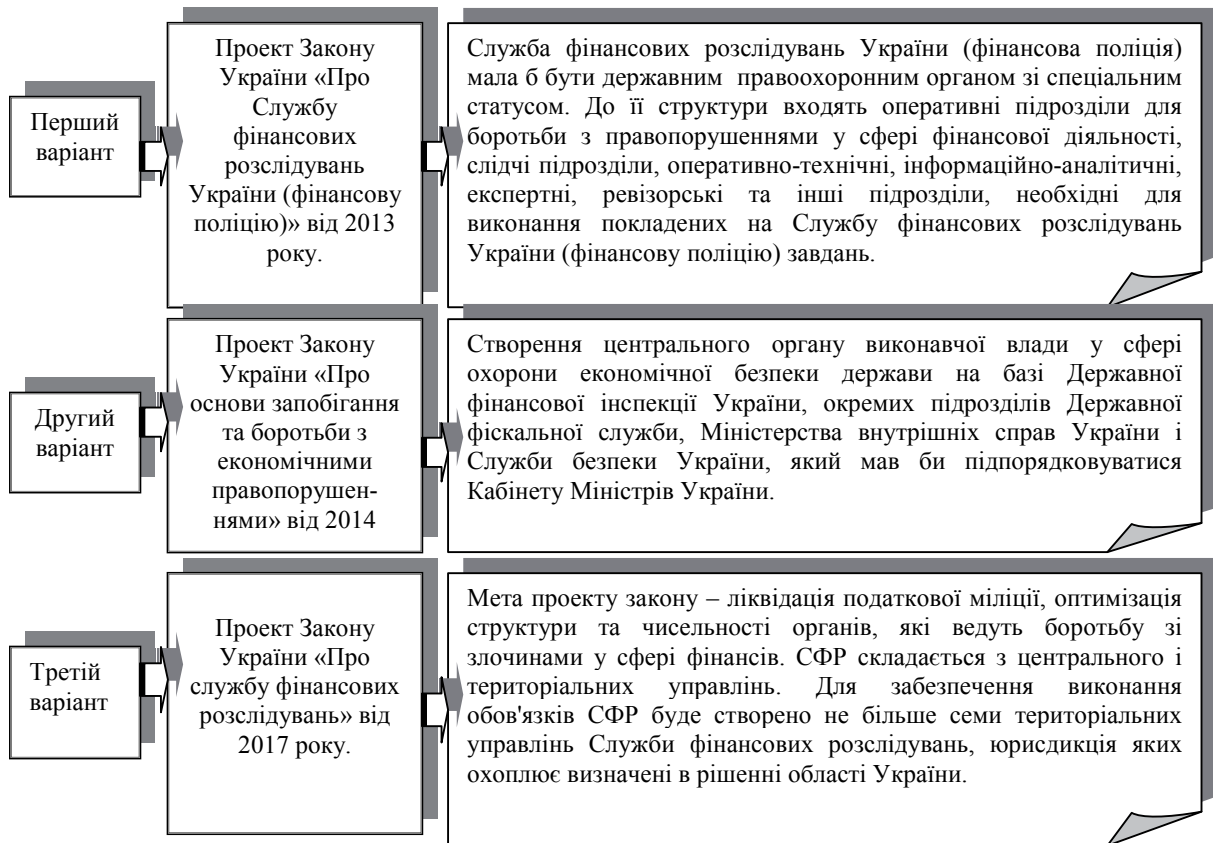 Перший
варіант
Проект Закону
України «Про
Службу
фінансових
розслідувань
України (фінансову
поліцію)» від 2013
року.
Служба фінансових розслідувань України (фінансова поліція)
мала б бути державним правоохоронним органом зі спеціальним
статусом. До її структури входять оперативні підрозділи для
боротьби з правопорушеннями у сфері фінансової діяльності,
слідчі підрозділи, оперативно-технічні, інформаційно-аналітичні,
експертні, ревізорські та інші підрозділи, необхідні для
виконання покладених на Службу фінансових розслідувань
України (фінансову поліцію) завдань.
Другий
варіант
Проект Закону
України «Про
основи запобігання
та боротьби з
економічними
правопорушен-
нями» від 2014
Створення центрального органу виконавчої влади у сфері
охорони економічної безпеки держави на базі Державної
фінансової інспекції України, окремих підрозділів Державної
фіскальної служби, Міністерства внутрішніх справ України і
Служби безпеки України, який мав би підпорядковуватися
Кабінету Міністрів України.
Третій
варіант
Проект Закону
України «Про
службу фінансових
розслідувань» від
2017 року.
Мета проекту закону – ліквідація податкової міліції, оптимізація
структури та чисельності органів, які ведуть боротьбу зі
злочинами у сфері фінансів. СФР складається з центрального і
територіальних управлінь. Для забезпечення виконання
обов'язків СФР буде створено не більше семи територіальних
управлінь Служби фінансових розслідувань, юрисдикція яких
охоплює визначені в рішенні області України.